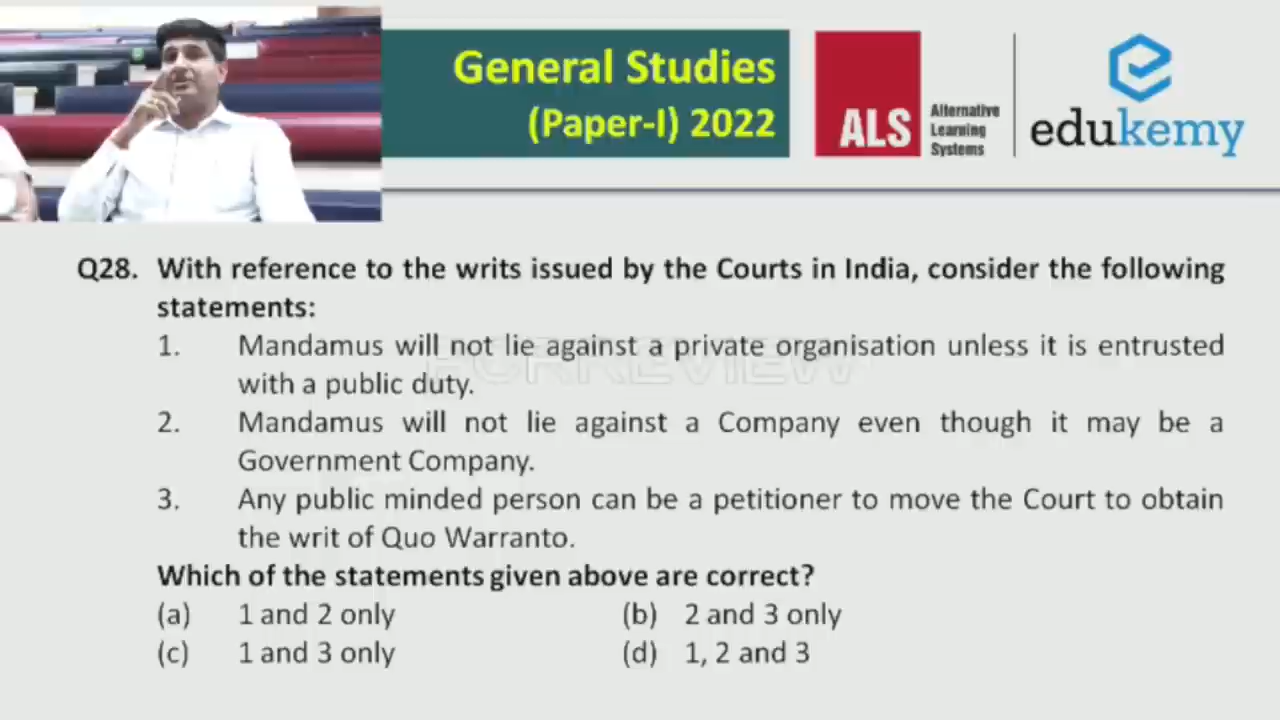 General Studies
(Paper-I) 2022
ALS
Alternative
Learning
Systems
edukemy
Q28. With reference to the writs issued by the Courts in India, consider the following
statements:
1. Mandamus will not lie against a private organisation unless it is entrusted
with a public duty.
FOR REVIEW
2. Mandamus will not lie against a Company even though it may be a
Government Company.
3. Any public minded person can be a petitioner to move the Court to obtain
the writ of Quo Warranto.
Which of the statements given above are correct?
(a) 1 and 2 only (b) 2 and 3 only
(c) 1 and 3 only (d) 1, 2 and 3